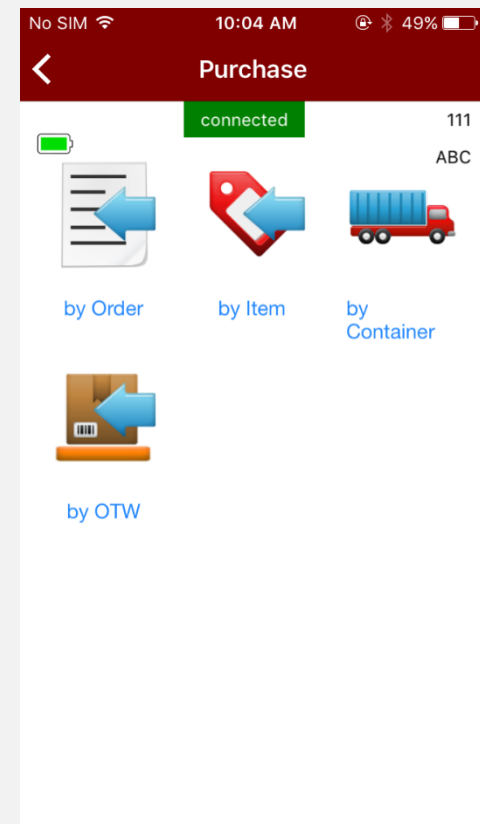 No SIM 10:04 AM 49%
Purchase
connected 111
ABC
by Order by Item by
Container
by OTW